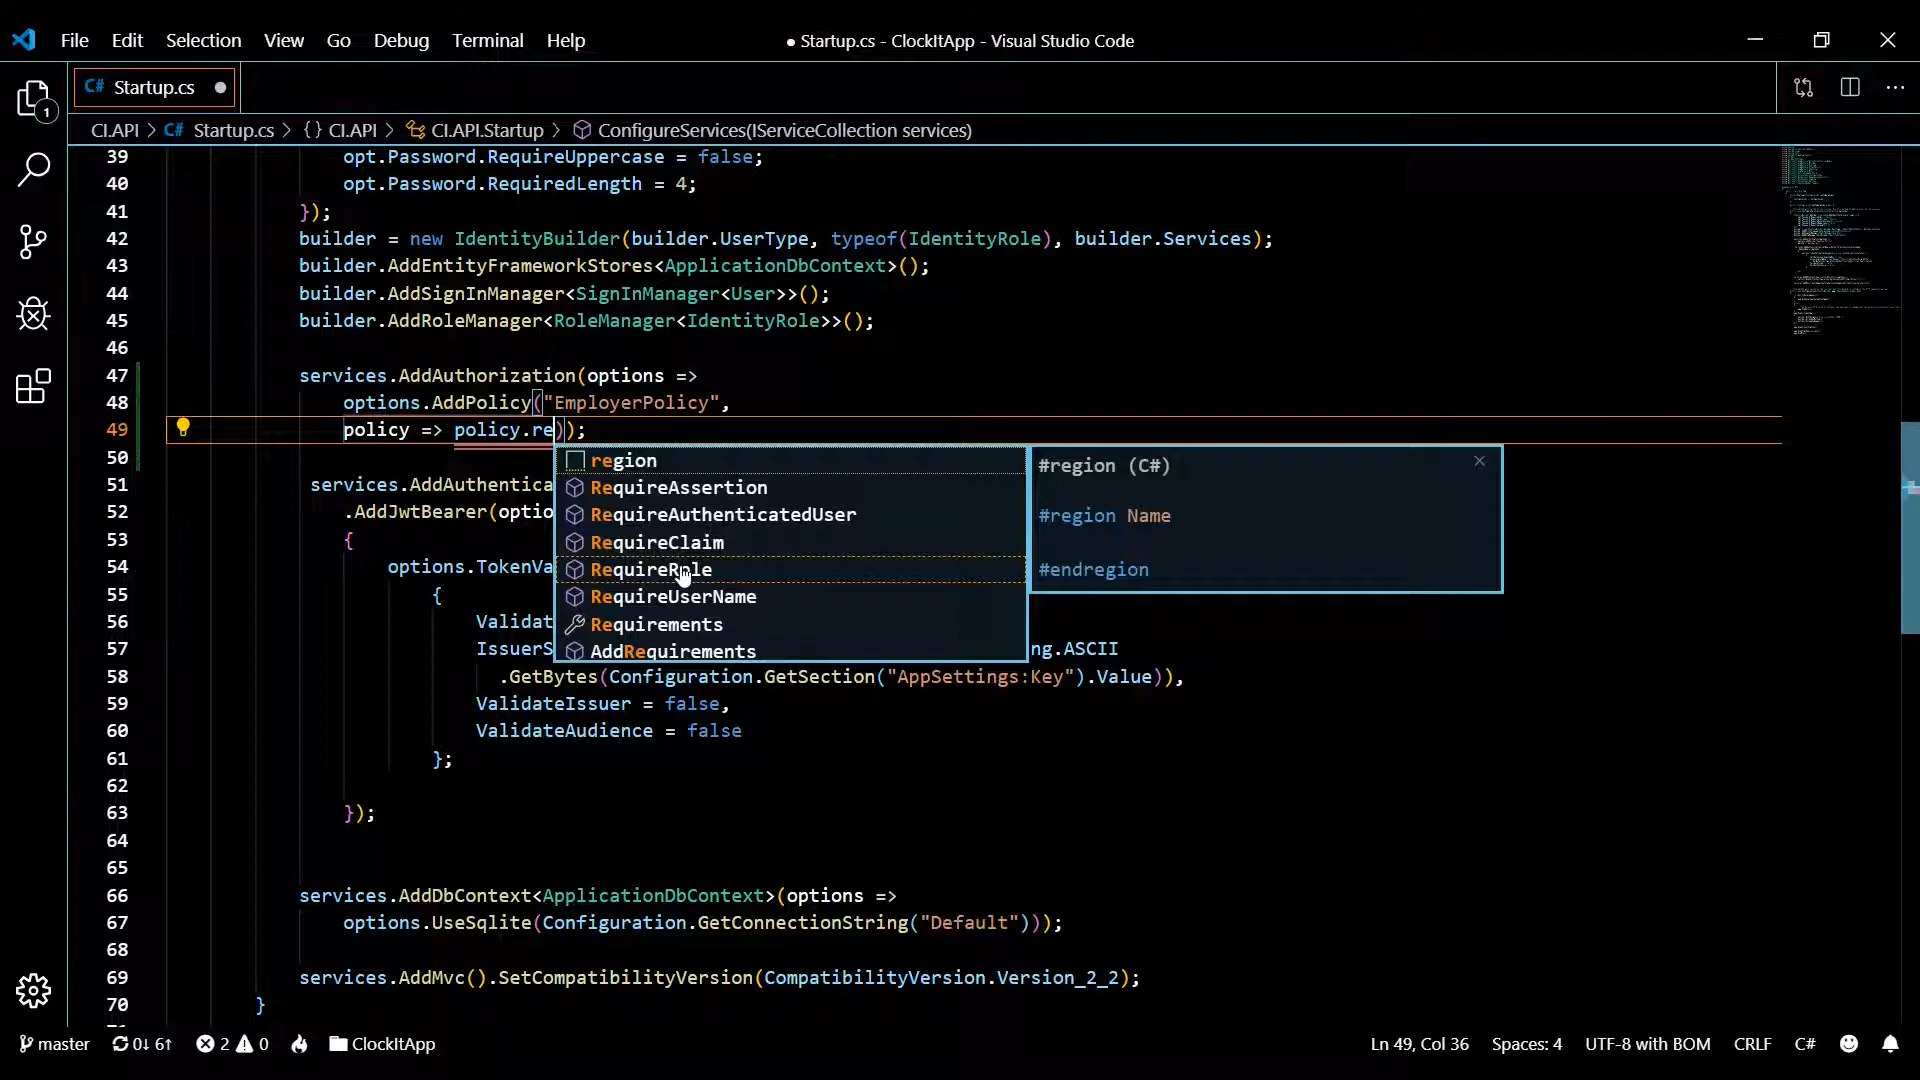 File Edit Selection View Go Debug Terminal Help ● Startup.cs - ClockItApp - Visual Studio Code
C# Startup.cs
1
CI.API > C# Startup.cs > {} CI.API > CI.API.Startup > ConfigureServices(IServiceCollection services)
39 opt.Password.RequireUppercase = false;
40 opt.Password.RequiredLength = 4;
41 });
42 builder = new IdentityBuilder(builder.UserType, typeof(IdentityRole), builder.Services);
43 builder.AddEntityFrameworkStores<ApplicationDbContext>();
44 builder.AddSignInManager<SignInManager<User>>();
45 builder.AddRoleManager<RoleManager<IdentityRole>>();
46
47 services.AddAuthorization(options =>
48 options.AddPolicy("EmployerPolicy",
49 policy => policy.re));
50
region
#region (C#)
RequireAssertion
51 services.AddAuthentica
52 .AddJwtBearer(optio
RequireAuthenticatedUser
#region Name
53 {
RequireClaim
54 options.TokenVa
RequireRole
#endregion
55 {
RequireUserName
56 Validat
Requirements
57 IssuerS
AddRequirements
ng.ASCII
58 .GetBytes(Configuration.GetSection("AppSettings:Key").Value)),
59 ValidateIssuer = false,
60 ValidateAudience = false
61 };
62
63 });
64
65
66 services.AddDbContext<ApplicationDbContext>(options =>
67 options.UseSqlite(Configuration.GetConnectionString("Default")));
68
69 services.AddMvc().SetCompatibilityVersion(CompatibilityVersion.Version_2_2);
70 }
master 0↓ 6↑ 2 0 ClockItApp Ln 49, Col 36 Spaces: 4 UTF-8 with BOM CRLF C#